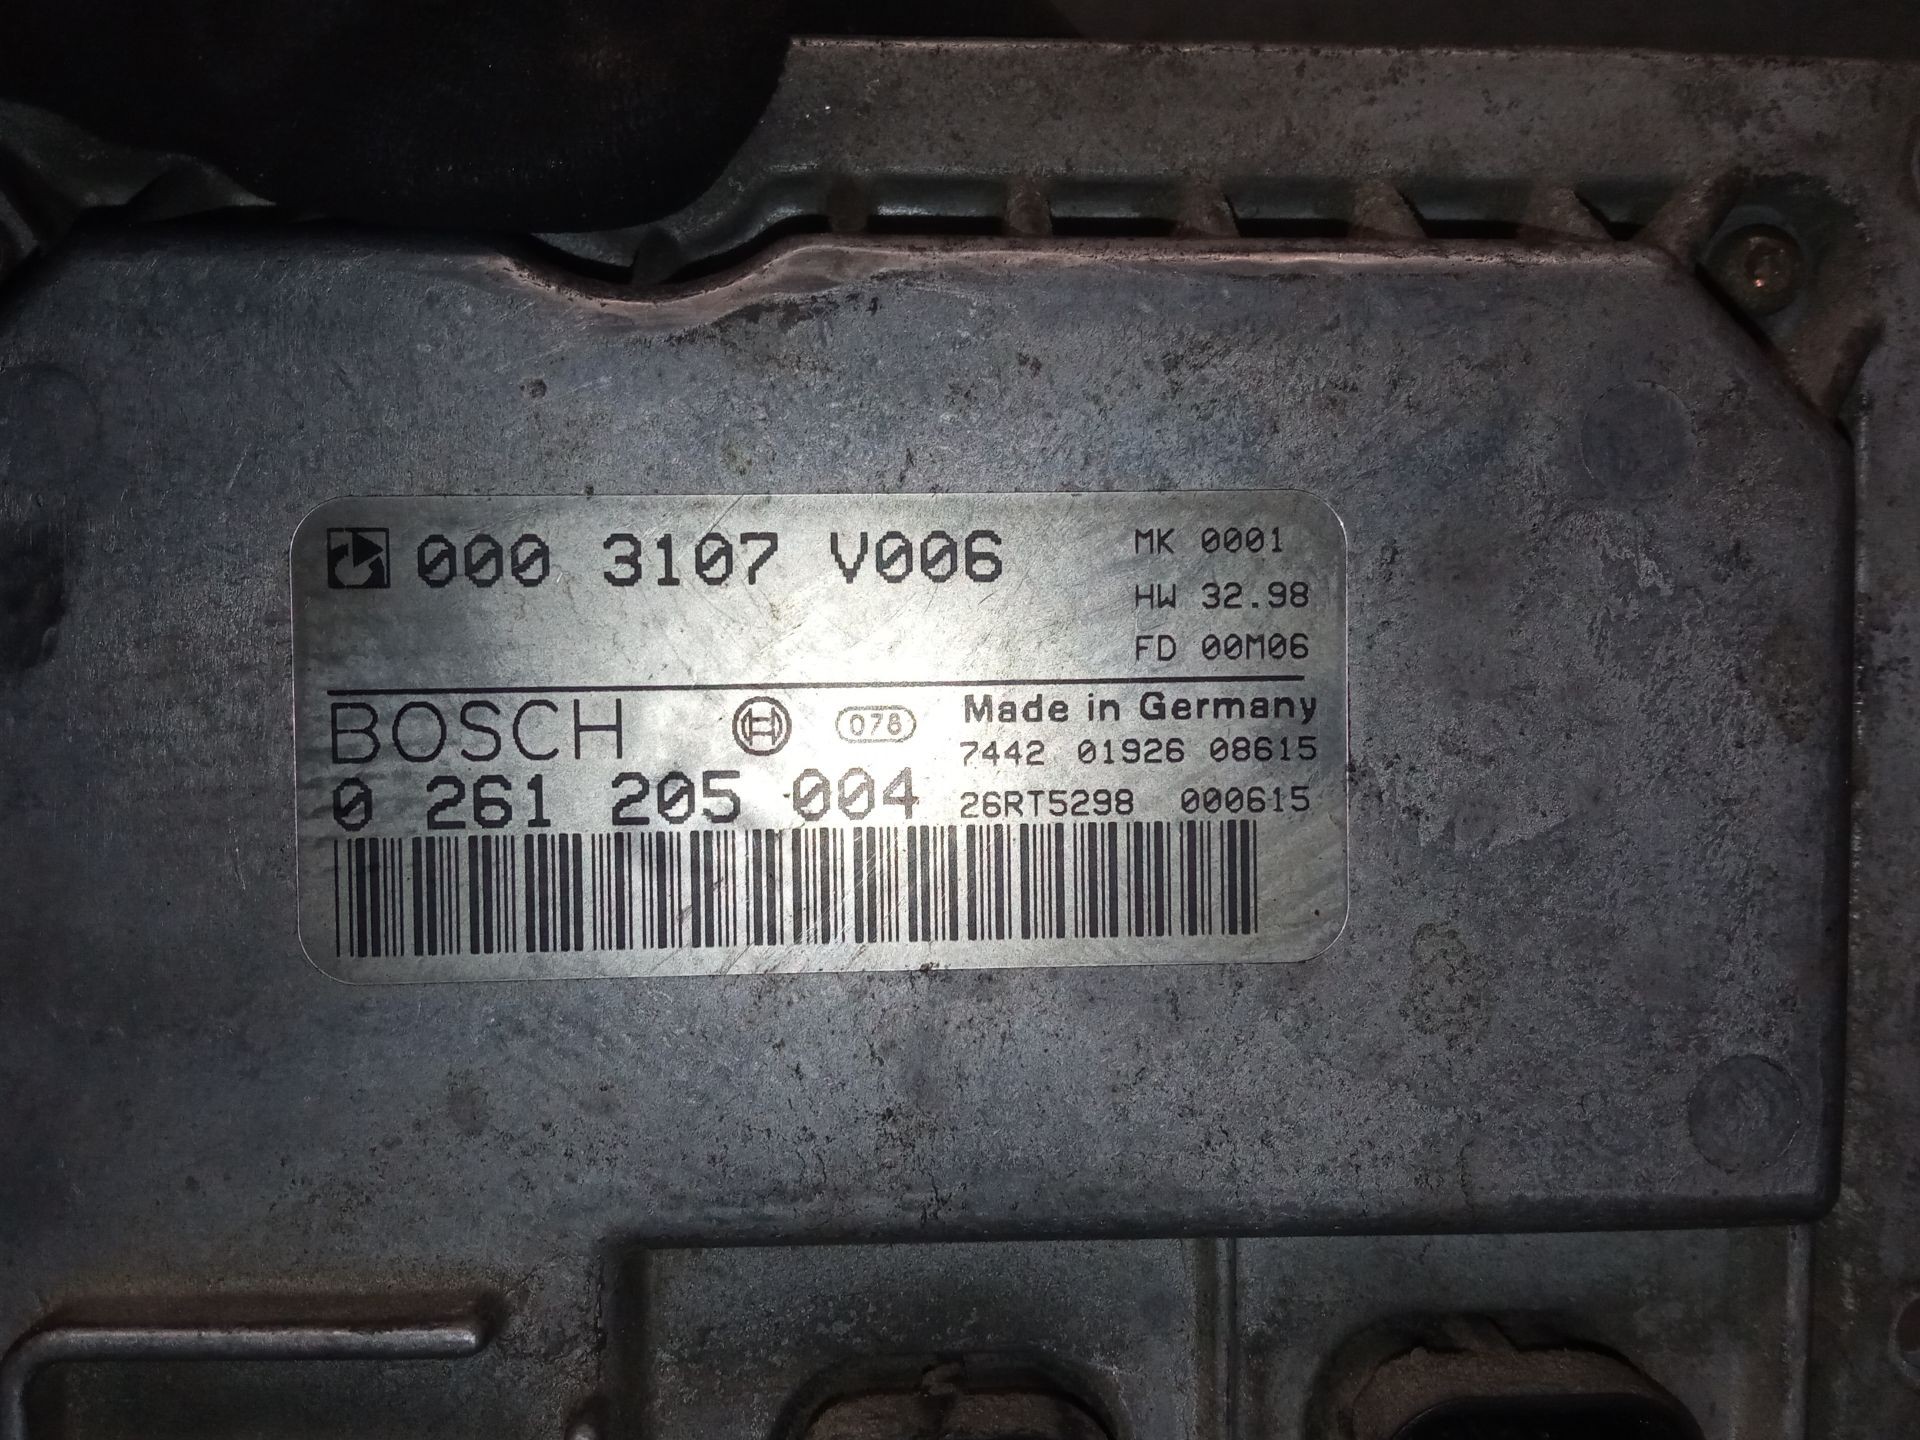 000 3107 V006
MK 0001
HW 32.98
FD 00M06
BOSCH 078 Made in Germany
7442 01926 08615
0 261 205 004 26RT5298 000615